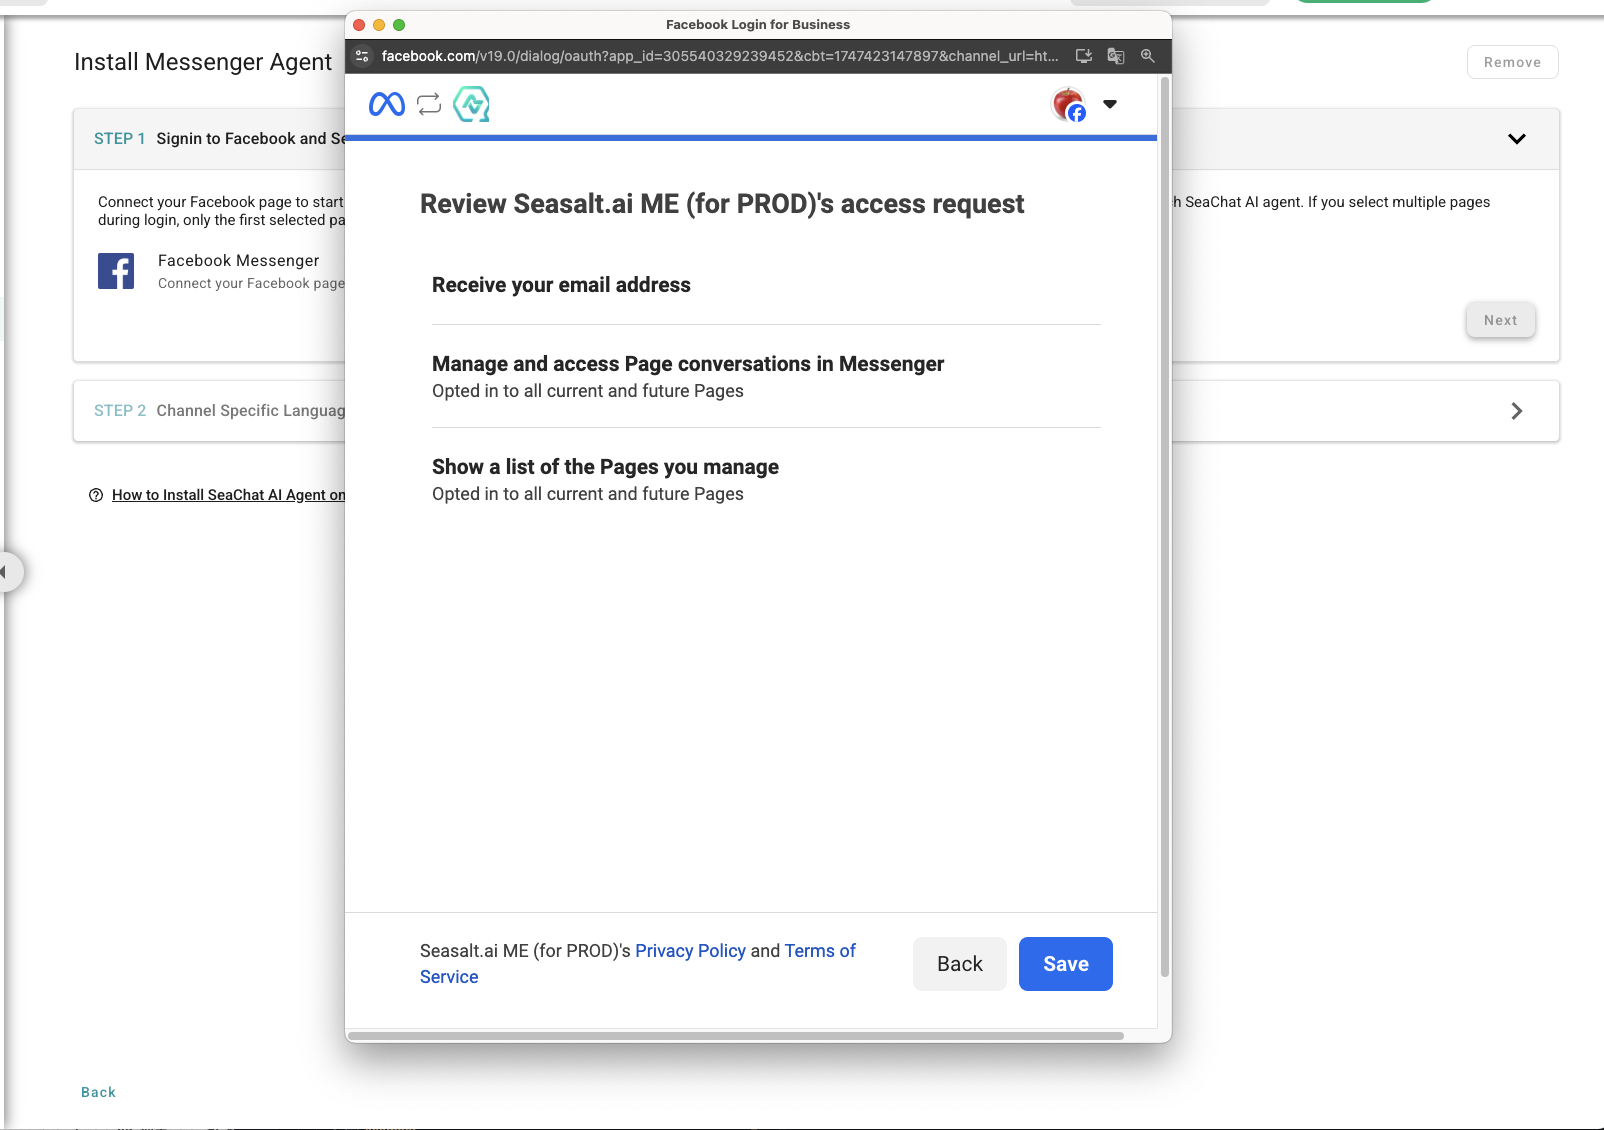 Facebook Login for Business
facebook.com/v19.0/dialog/oauth?app_id=305540329239452&cbt=1747423147897&channel_url=ht...
Install Messenger Agent
Remove
STEP 1 Signin to Facebook and Se
Connect your Facebook page to start
h SeaChat AI agent. If you select multiple pages
during login, only the first selected pa
Facebook Messenger
Connect your Facebook page
Next
STEP 2 Channel Specific Languag
How to Install SeaChat AI Agent on
Back
Review Seasalt.ai ME (for PROD)'s access request
Receive your email address
Manage and access Page conversations in Messenger
Opted in to all current and future Pages
Show a list of the Pages you manage
Opted in to all current and future Pages
Seasalt.ai ME (for PROD)'s Privacy Policy and Terms of
Service
Back
Save